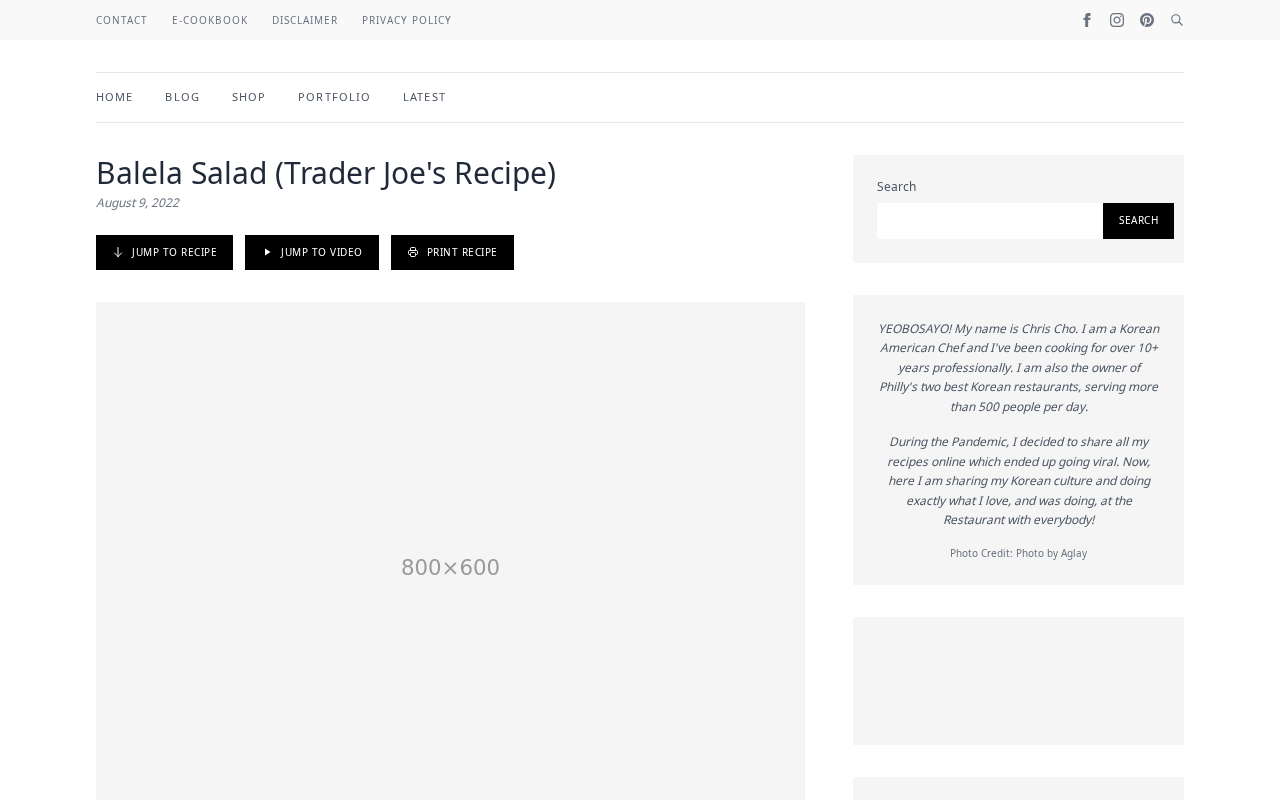 CONTACT E-COOKBOOK DISCLAIMER PRIVACY POLICY
HOME BLOG SHOP PORTFOLIO LATEST
Balela Salad (Trader Joe's Recipe)
August 9, 2022
JUMP TO RECIPE JUMP TO VIDEO PRINT RECIPE
800×600
Search
SEARCH
YEOBOSAYO! My name is Chris Cho. I am a Korean
American Chef and I've been cooking for over 10+
years professionally. I am also the owner of
Philly's two best Korean restaurants, serving more
than 500 people per day.
During the Pandemic, I decided to share all my
recipes online which ended up going viral. Now,
here I am sharing my Korean culture and doing
exactly what I love, and was doing, at the
Restaurant with everybody!
Photo Credit: Photo by Aglay